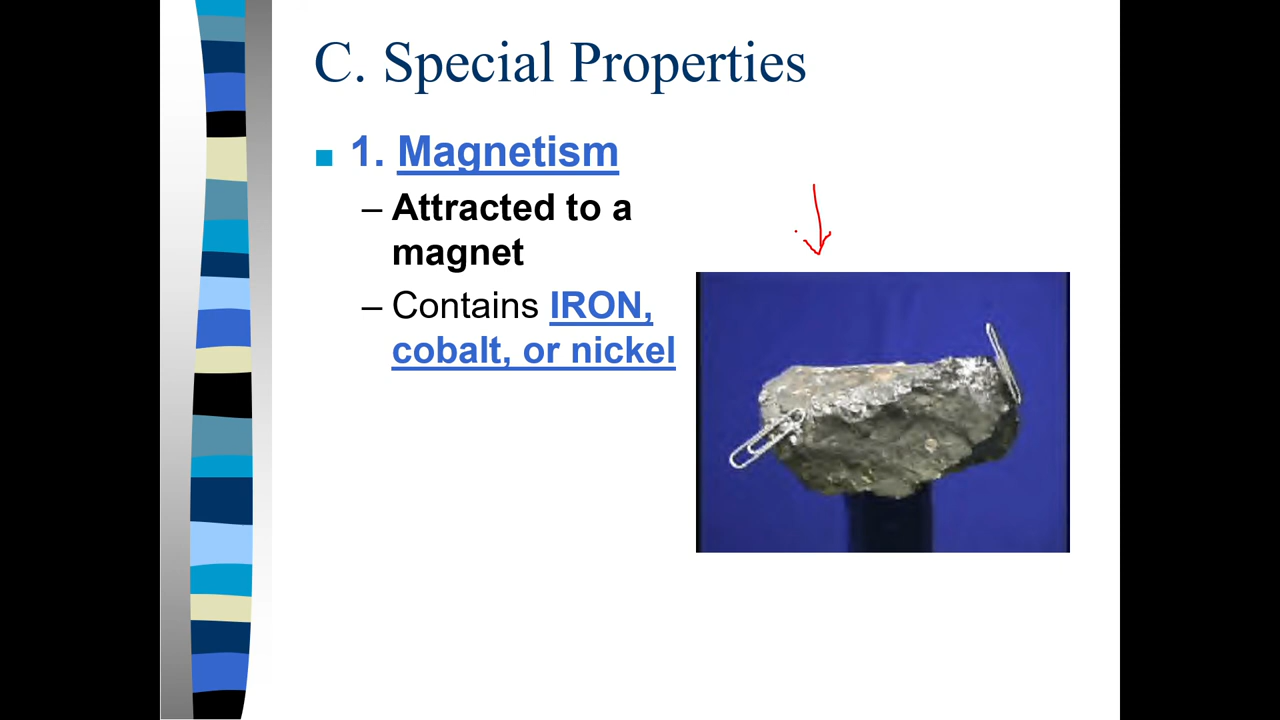 C. Special Properties
1. Magnetism
– Attracted to a
magnet
– Contains IRON,
cobalt, or nickel